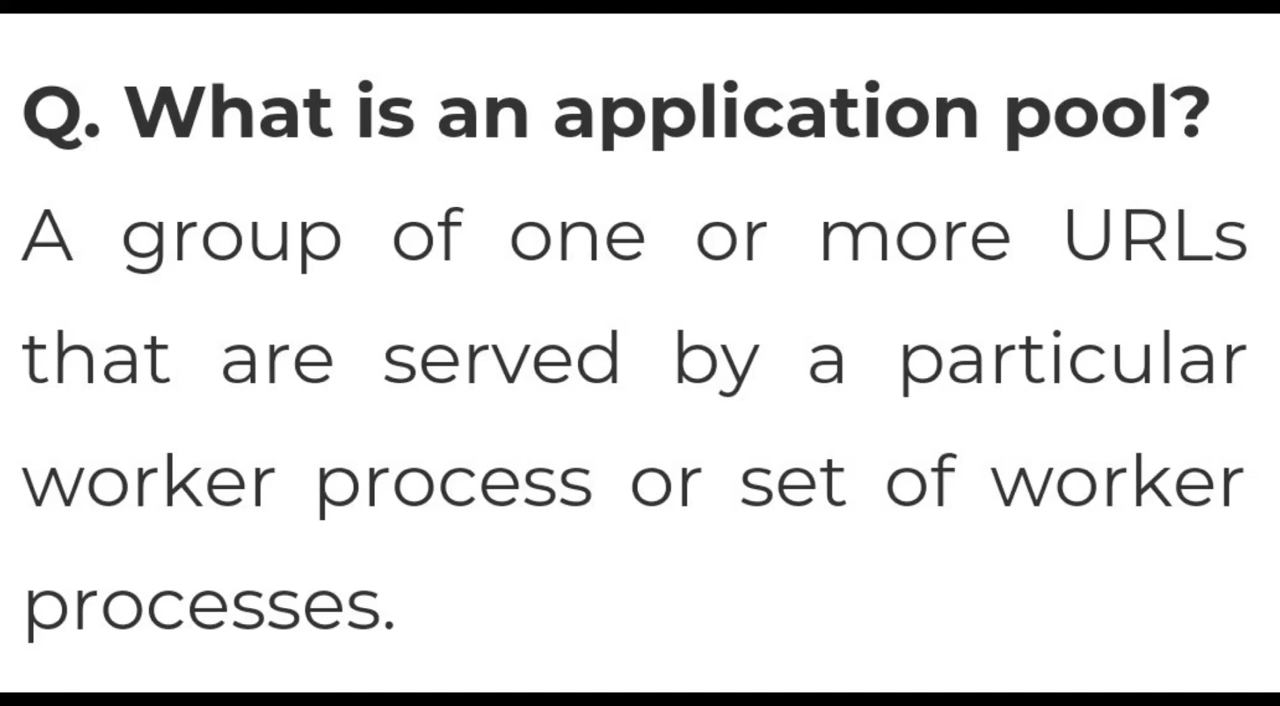 Q. What is an application pool?
A group of one or more URLs
that are served by a particular
worker process or set of worker
processes.